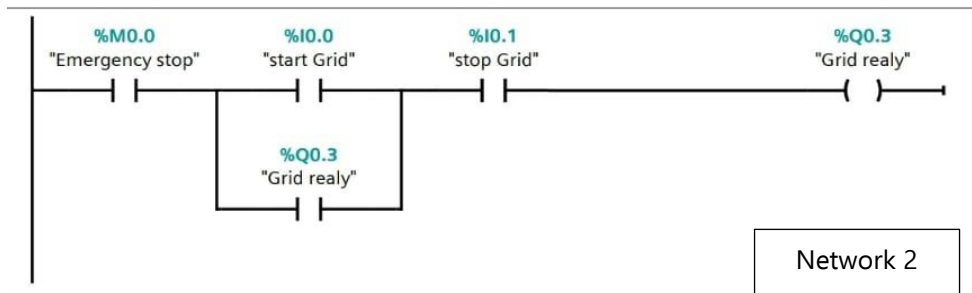 %M0.0
"Emergency stop"
%I0.0
"start Grid"
%I0.1
"stop Grid"
%Q0.3
"Grid realy"
%Q0.3
"Grid realy"
Network 2